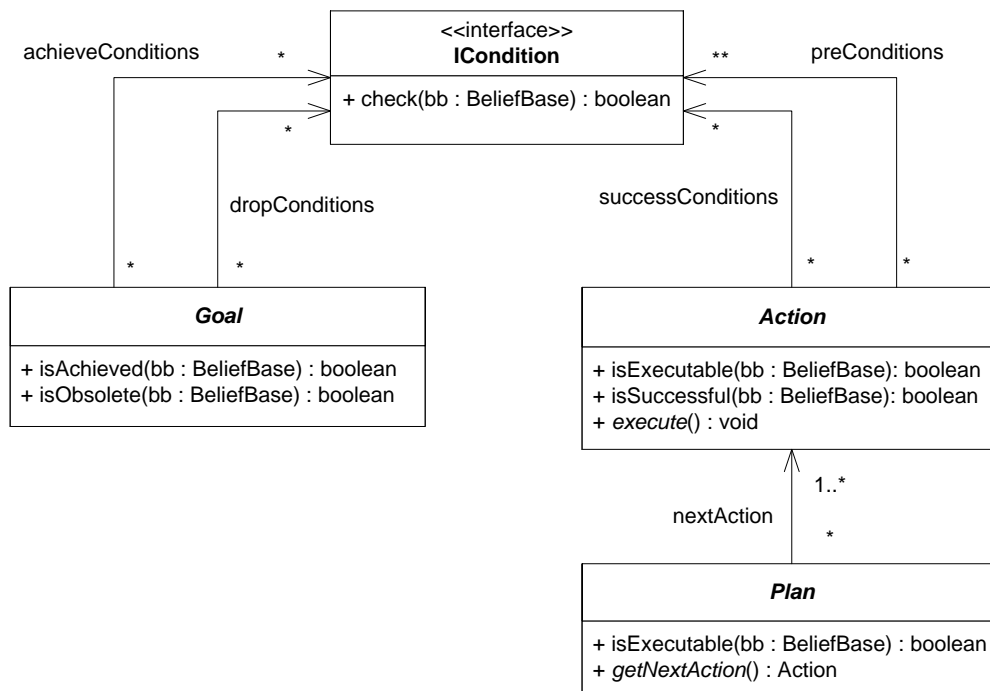 <<interface>>
ICondition
+ check(bb : BeliefBase) : boolean
achieveConditions
*
**
preConditions
*
*
dropConditions
successConditions
*
*
*
*
Goal
+ isAchieved(bb : BeliefBase) : boolean
+ isObsolete(bb : BeliefBase) : boolean
Action
+ isExecutable(bb : BeliefBase): boolean
+ isSuccessful(bb : BeliefBase): boolean
+ execute() : void
1..*
nextAction
*
Plan
+ isExecutable(bb : BeliefBase) : boolean
+ getNextAction() : Action